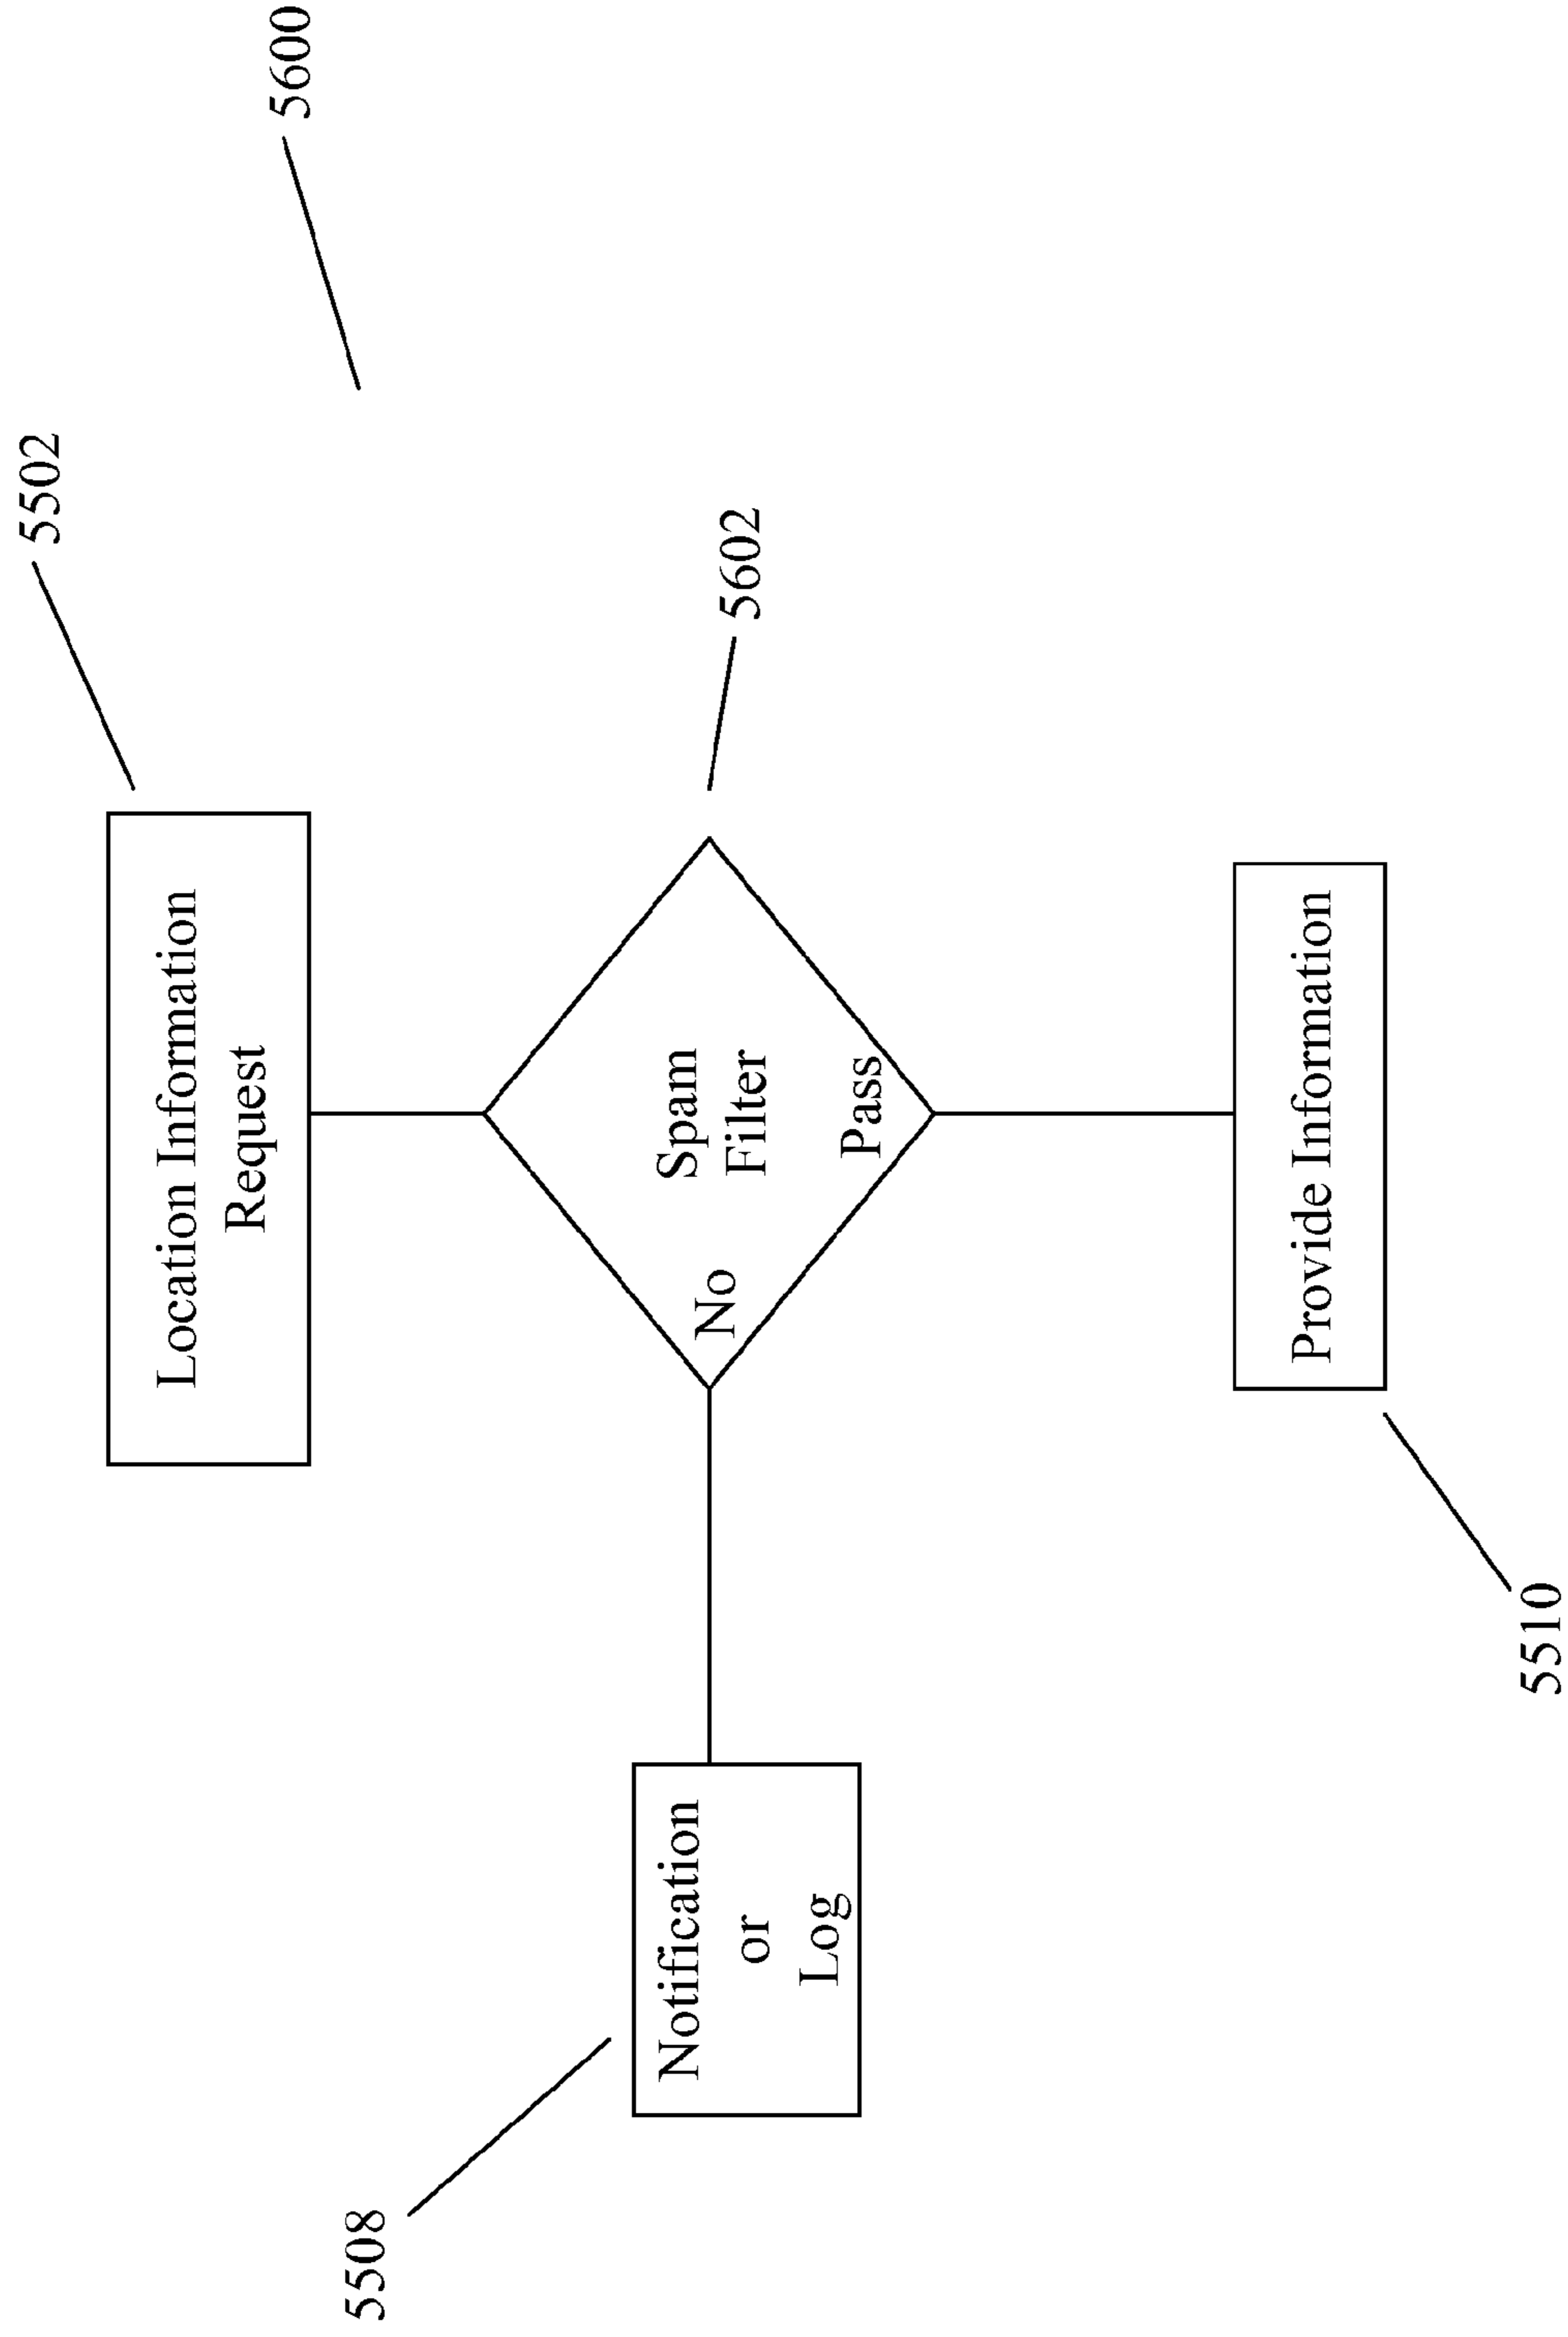 5502
Location Information
Request
5600
5508
Spam
Filter
5602
No
Pass
Notification
or
Log
Provide Information
5510